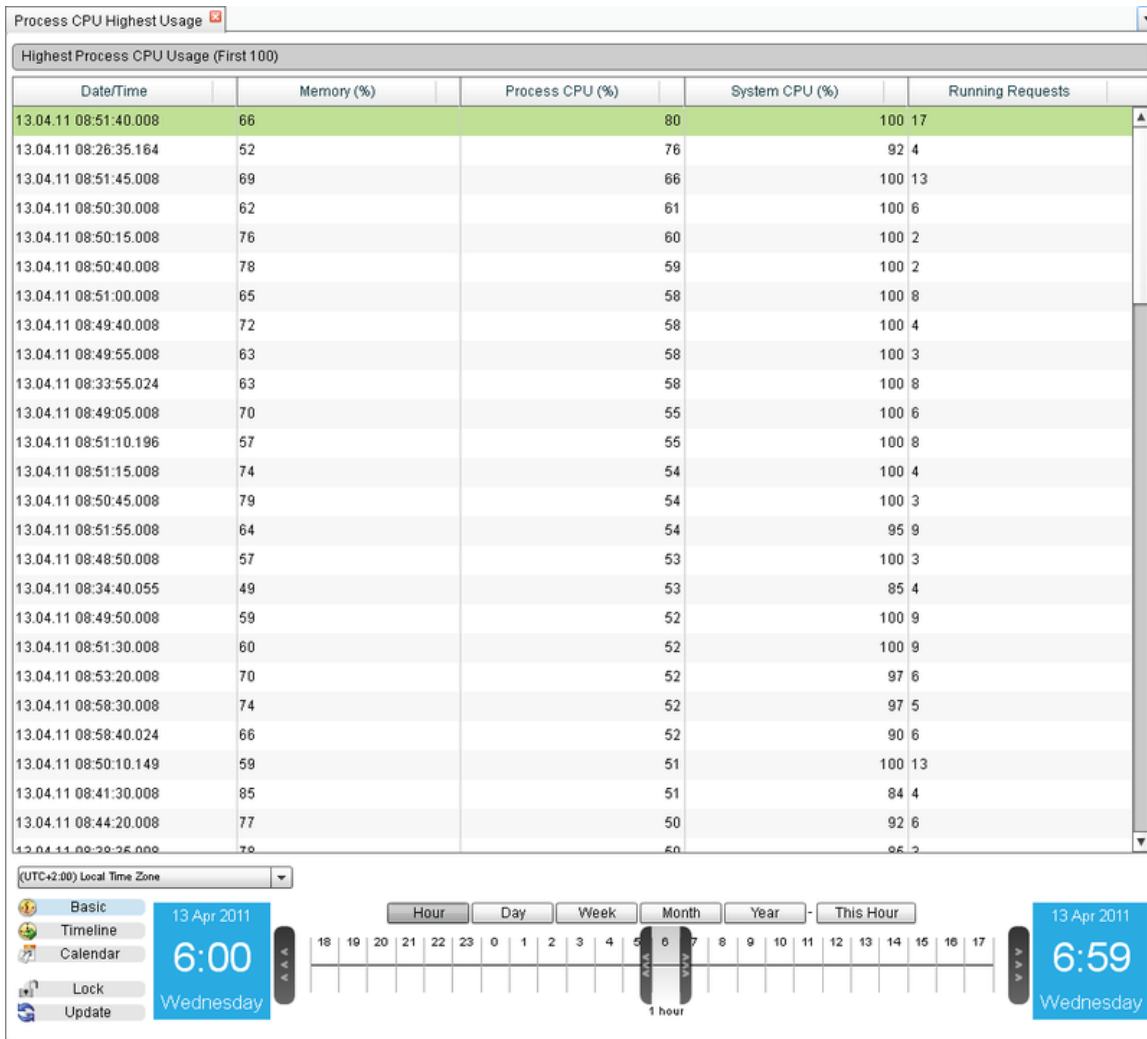 Process CPU Highest Usage
Highest Process CPU Usage (First 100)
Date/Time Memory (%) Process CPU (%) System CPU (%) Running Requests
13.04.11 08:51:40.008 66 80 100 17
13.04.11 08:26:35.164 52 76 92 4
13.04.11 08:51:45.008 69 66 100 13
13.04.11 08:50:30.008 62 61 100 6
13.04.11 08:50:15.008 76 60 100 2
13.04.11 08:50:40.008 78 59 100 2
13.04.11 08:51:00.008 65 58 100 8
13.04.11 08:49:40.008 72 58 100 4
13.04.11 08:49:55.008 63 58 100 3
13.04.11 08:33:55.024 63 58 100 8
13.04.11 08:49:05.008 70 55 100 6
13.04.11 08:51:10.196 57 55 100 8
13.04.11 08:51:15.008 74 54 100 4
13.04.11 08:50:45.008 79 54 100 3
13.04.11 08:51:55.008 64 54 95 9
13.04.11 08:48:50.008 57 53 100 3
13.04.11 08:34:40.055 49 53 85 4
13.04.11 08:49:50.008 59 52 100 9
13.04.11 08:51:30.008 60 52 100 9
13.04.11 08:53:20.008 70 52 97 6
13.04.11 08:58:30.008 74 52 97 5
13.04.11 08:58:40.024 66 52 90 6
13.04.11 08:50:10.149 59 51 100 13
13.04.11 08:41:30.008 85 51 84 4
13.04.11 08:44:20.008 77 50 92 6
(UTC+2:00) Local Time Zone
Basic
Timeline
Calendar
Lock
Update
13 Apr 2011
6:00
Wednesday
Hour Day Week Month Year - This Hour
18 19 20 21 22 23 0 1 2 3 4 5 6 7 8 9 10 11 12 13 14 15 16 17
1 hour
13 Apr 2011
6:59
Wednesday